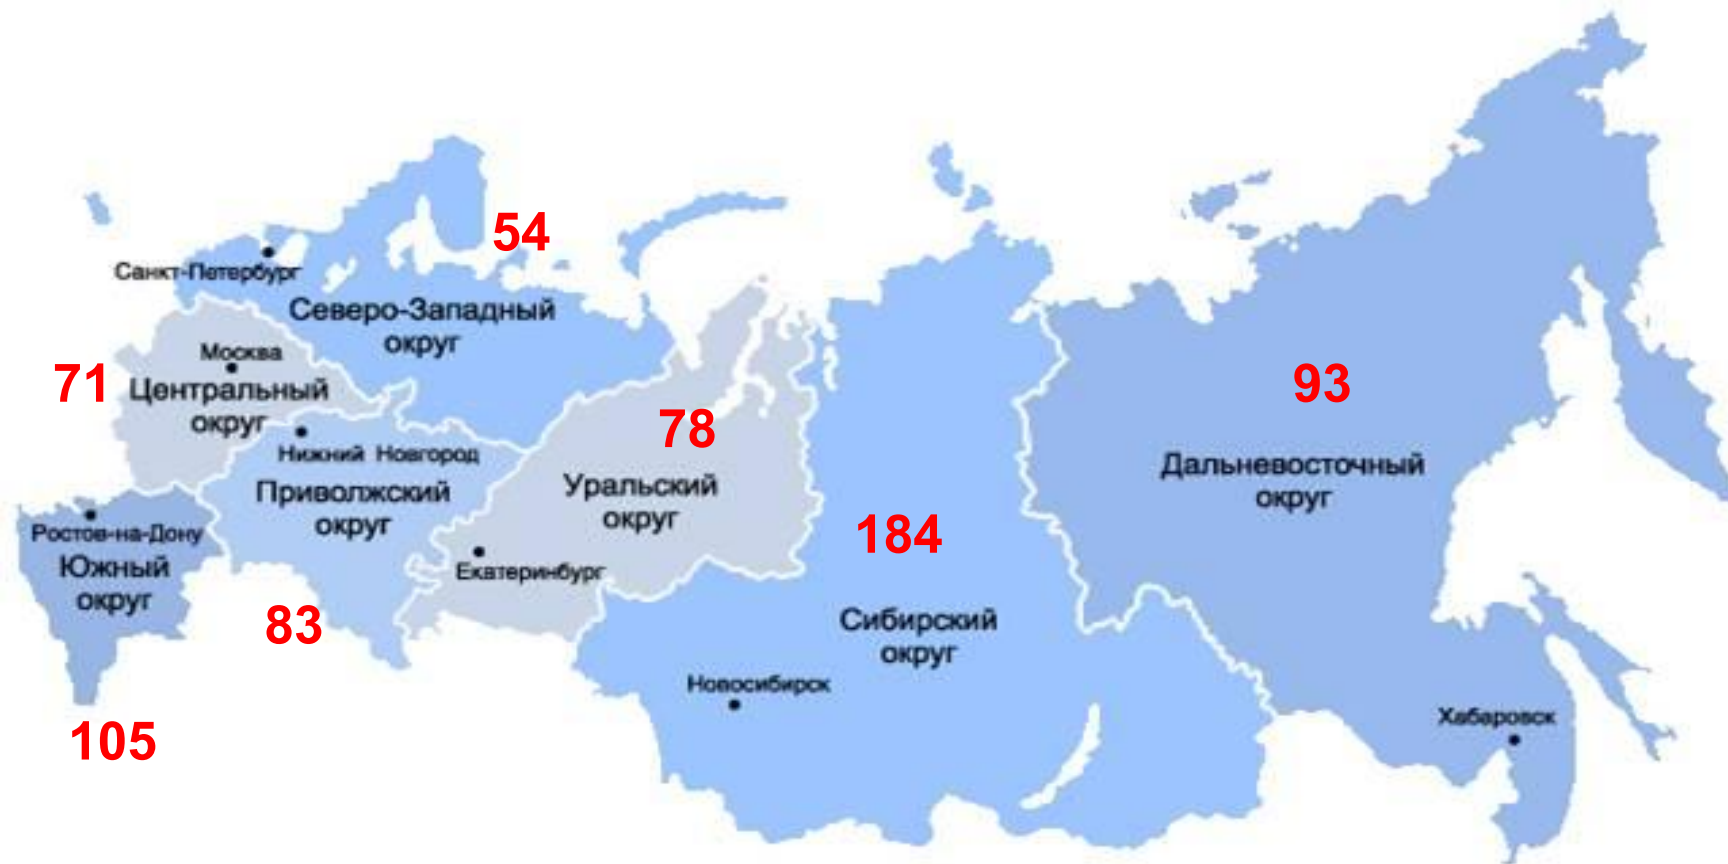 54
Санкт-Петербург
Северо-Западный
округ
Москва
71
Центральный
округ
93
78
Нижний Новгород
Приволжский
округ
Уральский
округ
Дальневосточный
округ
Ростов-на-Дону
Южный
округ
184
Екатеринбург
83
Сибирский
округ
Новосибирск
Хабаровск
105